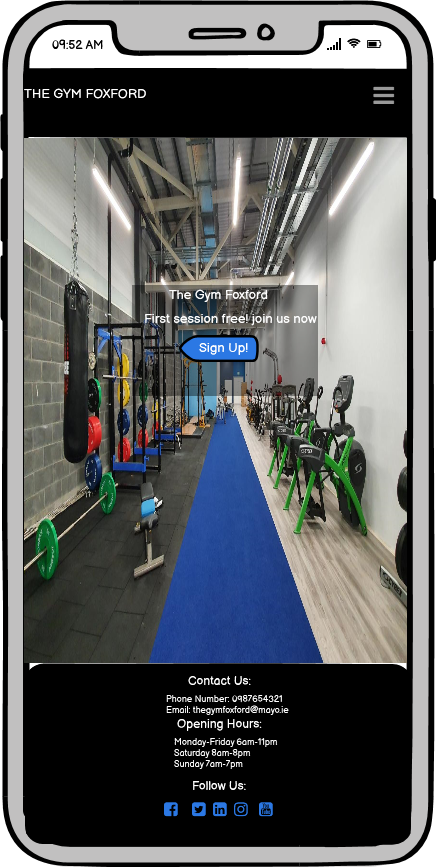 09:52 AM
THE GYM FOXFORD
The Gym Foxford
First session free! join us now
Sign Up!
Contact Us:
Phone Number: 0987654321
Email: thegymfoxford@mayo.ie
Opening Hours:
Monday-Friday 6am-11pm
Saturday 8am-8pm
Sunday 7am-7pm
Follow Us: